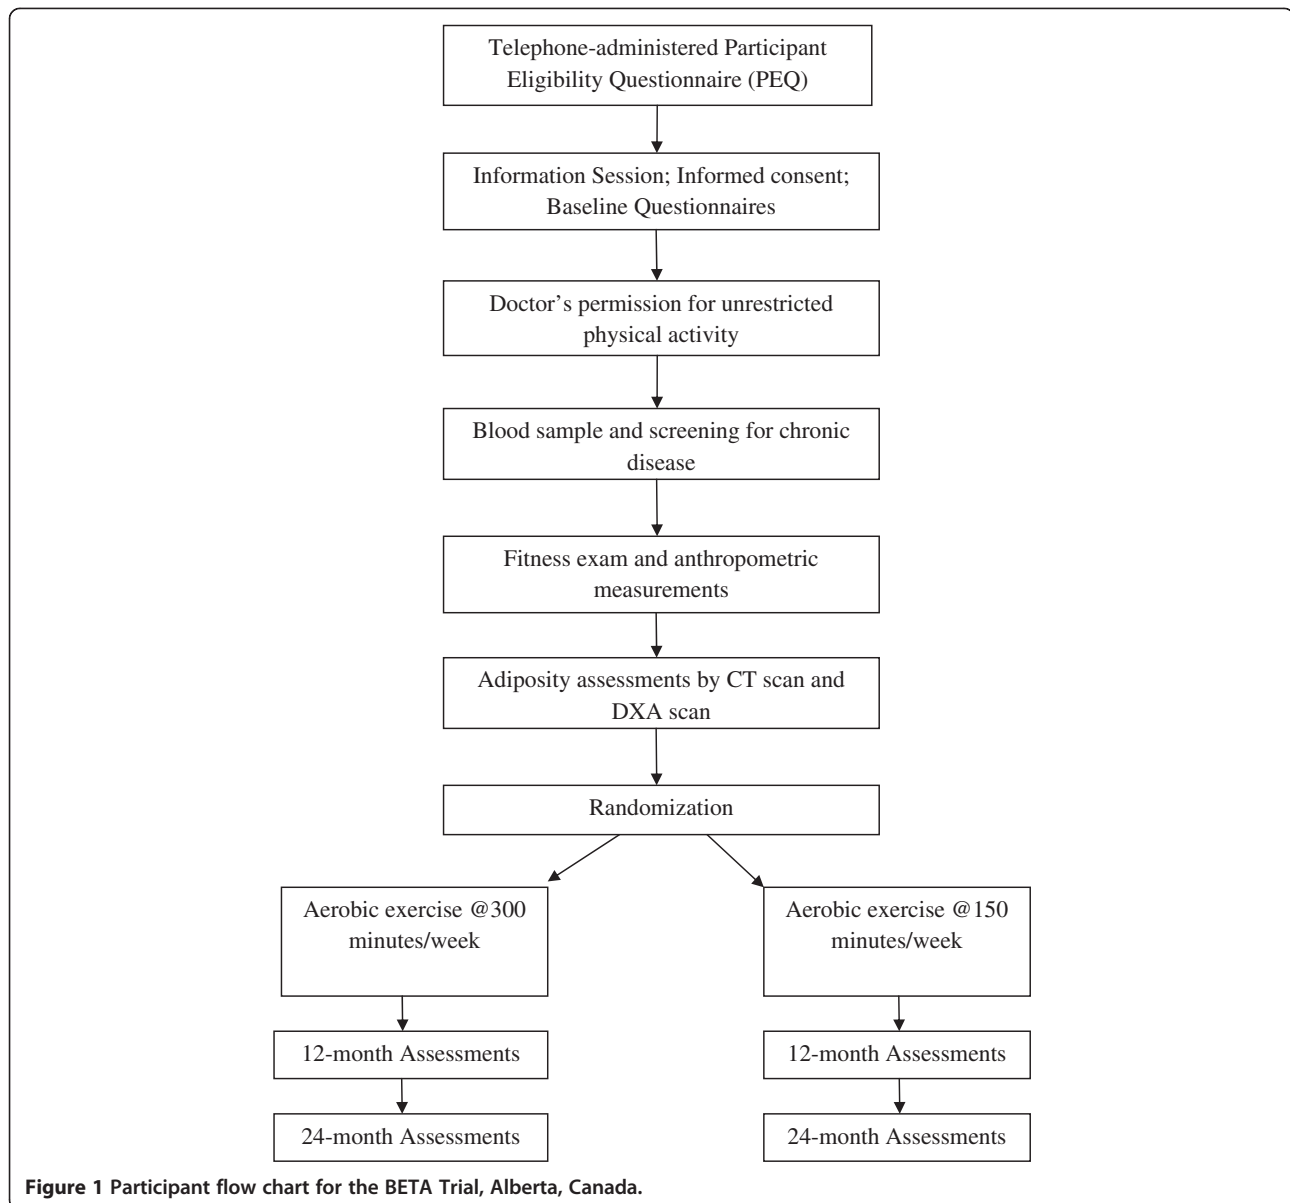 Telephone-administered Participant
Eligibility Questionnaire (PEQ)
Information Session; Informed consent;
Baseline Questionnaires
Doctor’s permission for unrestricted
physical activity
Blood sample and screening for chronic
disease
Fitness exam and anthropometric
measurements
Adiposity assessments by CT scan and
DXA scan
Randomization
Aerobic exercise @300
minutes/week
Aerobic exercise @150
minutes/week
12-month Assessments
12-month Assessments
24-month Assessments
24-month Assessments
Figure 1 Participant flow chart for the BETA Trial, Alberta, Canada.